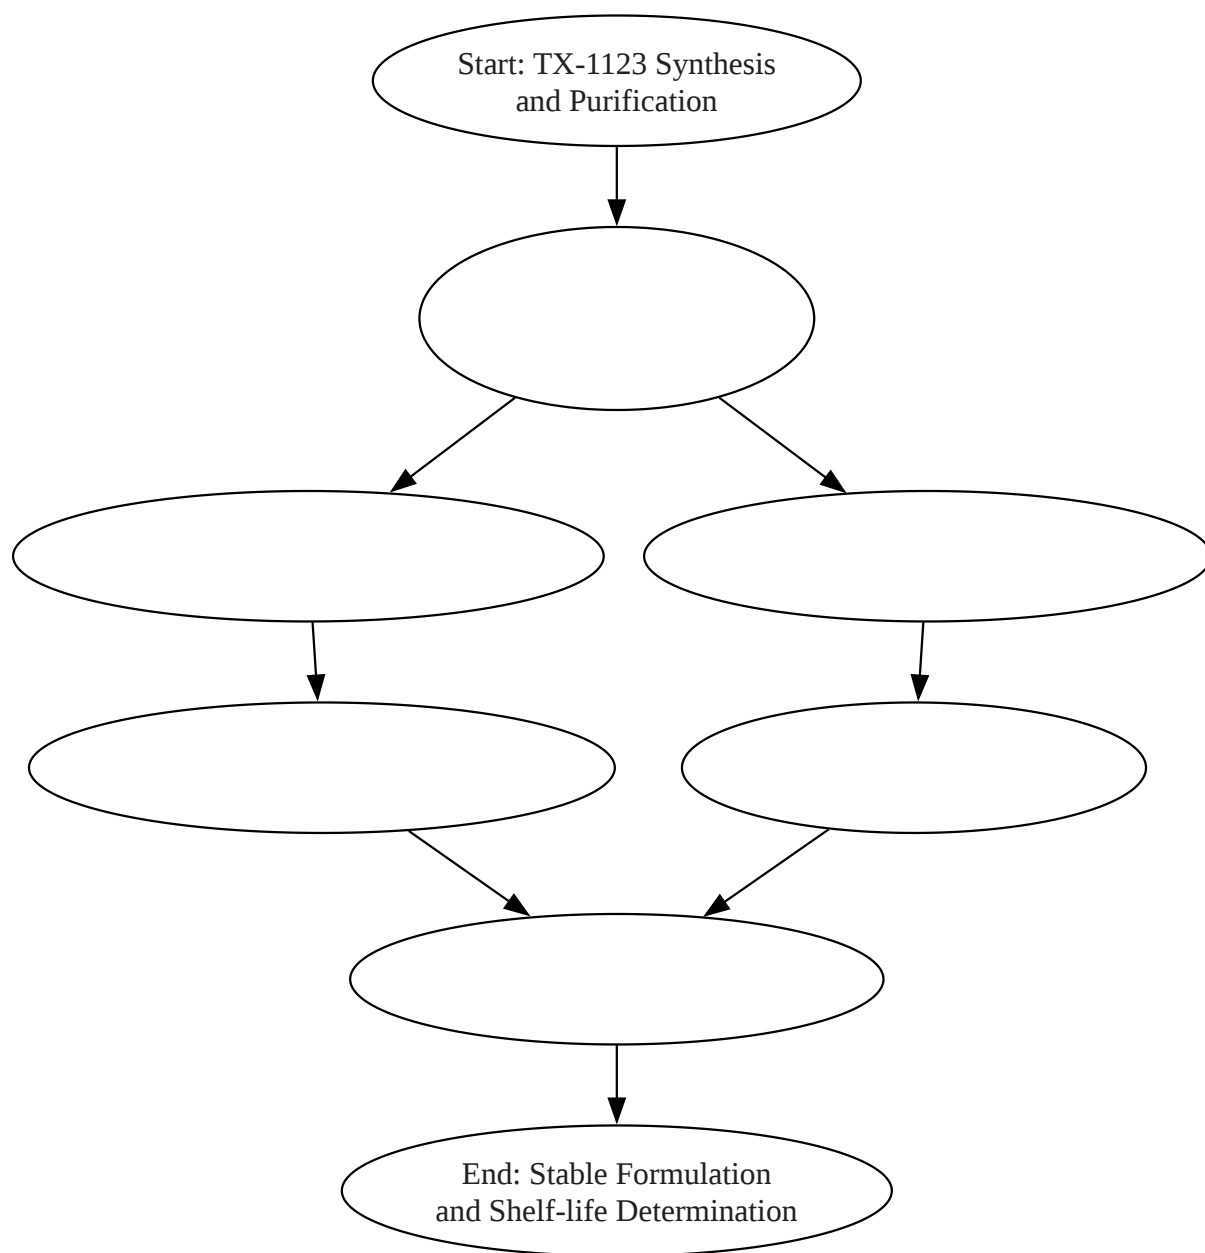 Start: TX-1123 Synthesis
and Purification
End: Stable Formulation
and Shelf-life Determination